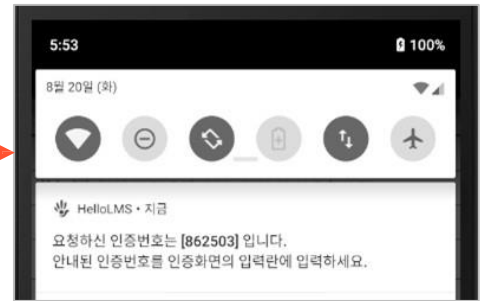 5:53 100%
8월 20일 (화)
HelloLMS • 지금
요청하신 인증번호는 [862503] 입니다.
안내된 인증번호를 인증화면의 입력란에 입력하세요.